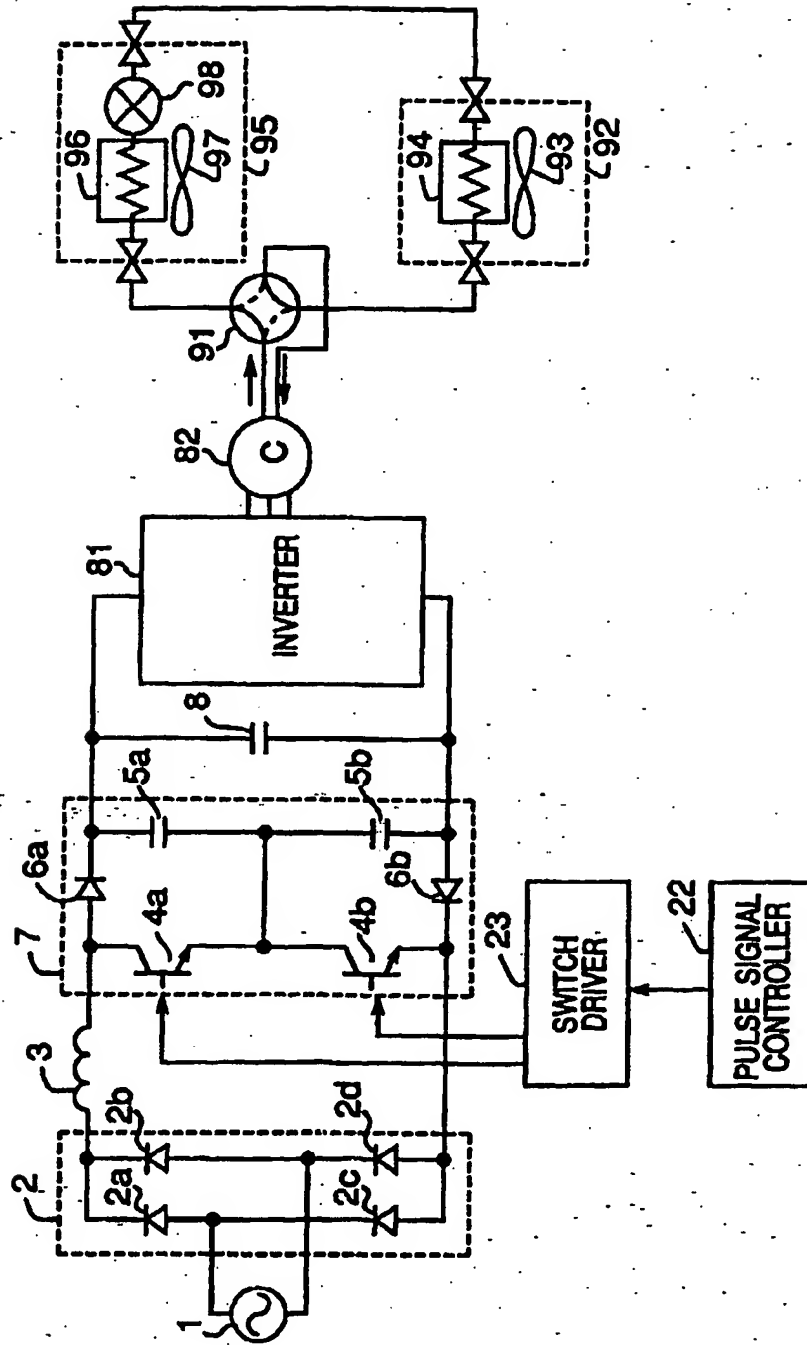 1
2
2a
2b
2c
2d
3
7
6a
4a
5a
4b
5b
6b
8
81
INVERTER
82
C
91
96
98
97
95
94
93
92
23
SWITCH
DRIVER
22
PULSE SIGNAL
CONTROLLER